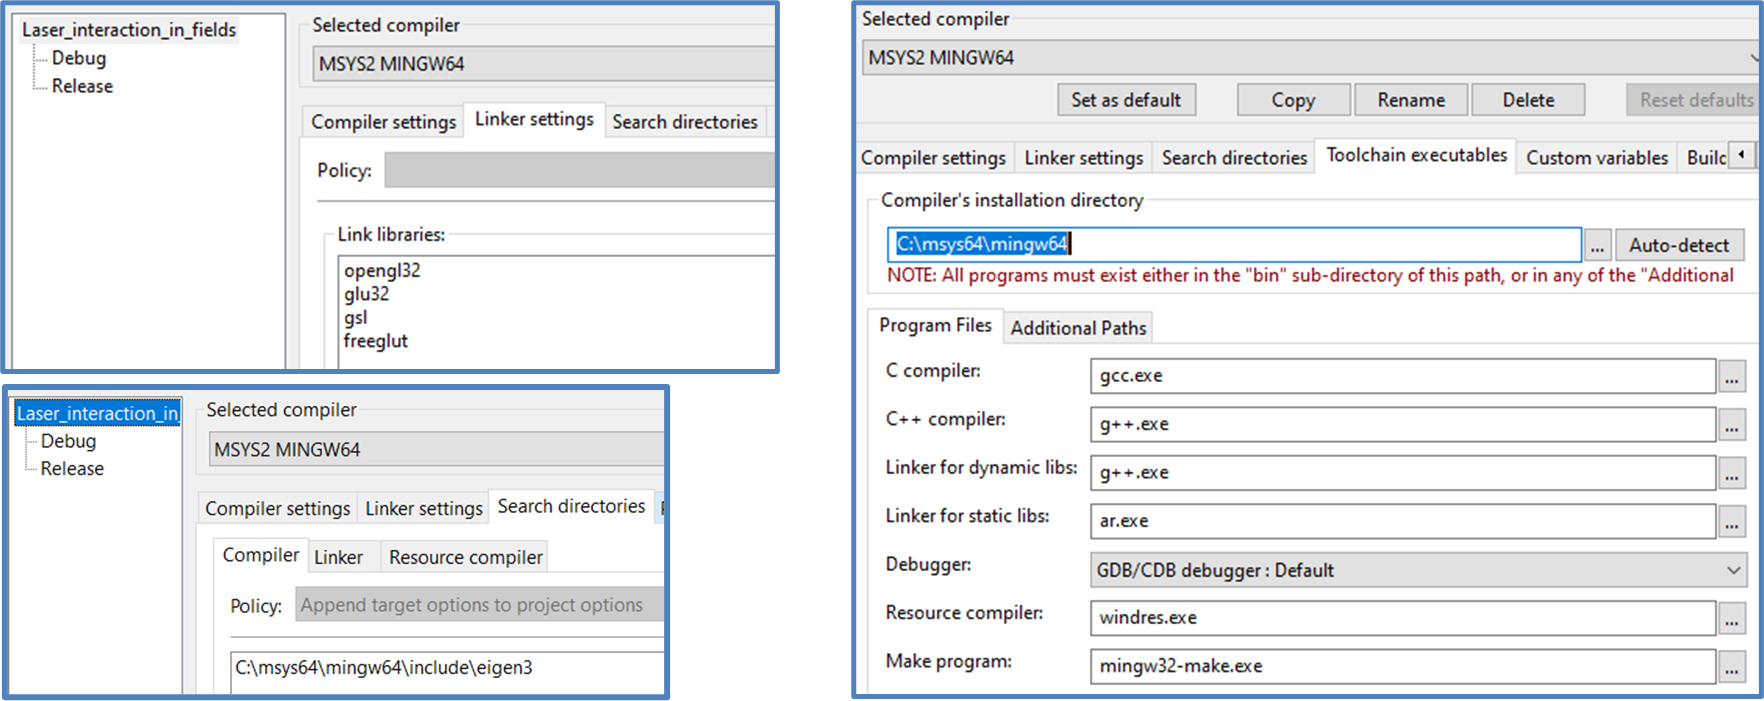 Laser_interaction_in_fields
Debug
Release
Selected compiler
MSYS2 MINGW64
Compiler settings
Linker settings
Search directories
Policy:
Link libraries:
opengl32
glu32
gsl
freeglut
Laser_interaction_in
Debug
Release
Selected compiler
MSYS2 MINGW64
Compiler settings
Linker settings
Search directories
Compiler
Linker
Resource compiler
Policy:
Append target options to project options
C:\msys64\mingw64\include\eigen3
Selected compiler
MSYS2 MINGW64
Set as default
Copy
Rename
Delete
Reset defaults
Compiler settings
Linker settings
Search directories
Toolchain executables
Custom variables
Builc
Compiler's installation directory
C:\msys64\mingw64
...
Auto-detect
NOTE: All programs must exist either in the "bin" sub-directory of this path, or in any of the "Additional
Program Files
Additional Paths
C compiler:
gcc.exe
...
C++ compiler:
g++.exe
...
Linker for dynamic libs:
g++.exe
...
Linker for static libs:
ar.exe
...
Debugger:
GDB/CDB debugger : Default
Resource compiler:
windres.exe
...
Make program:
mingw32-make.exe
...